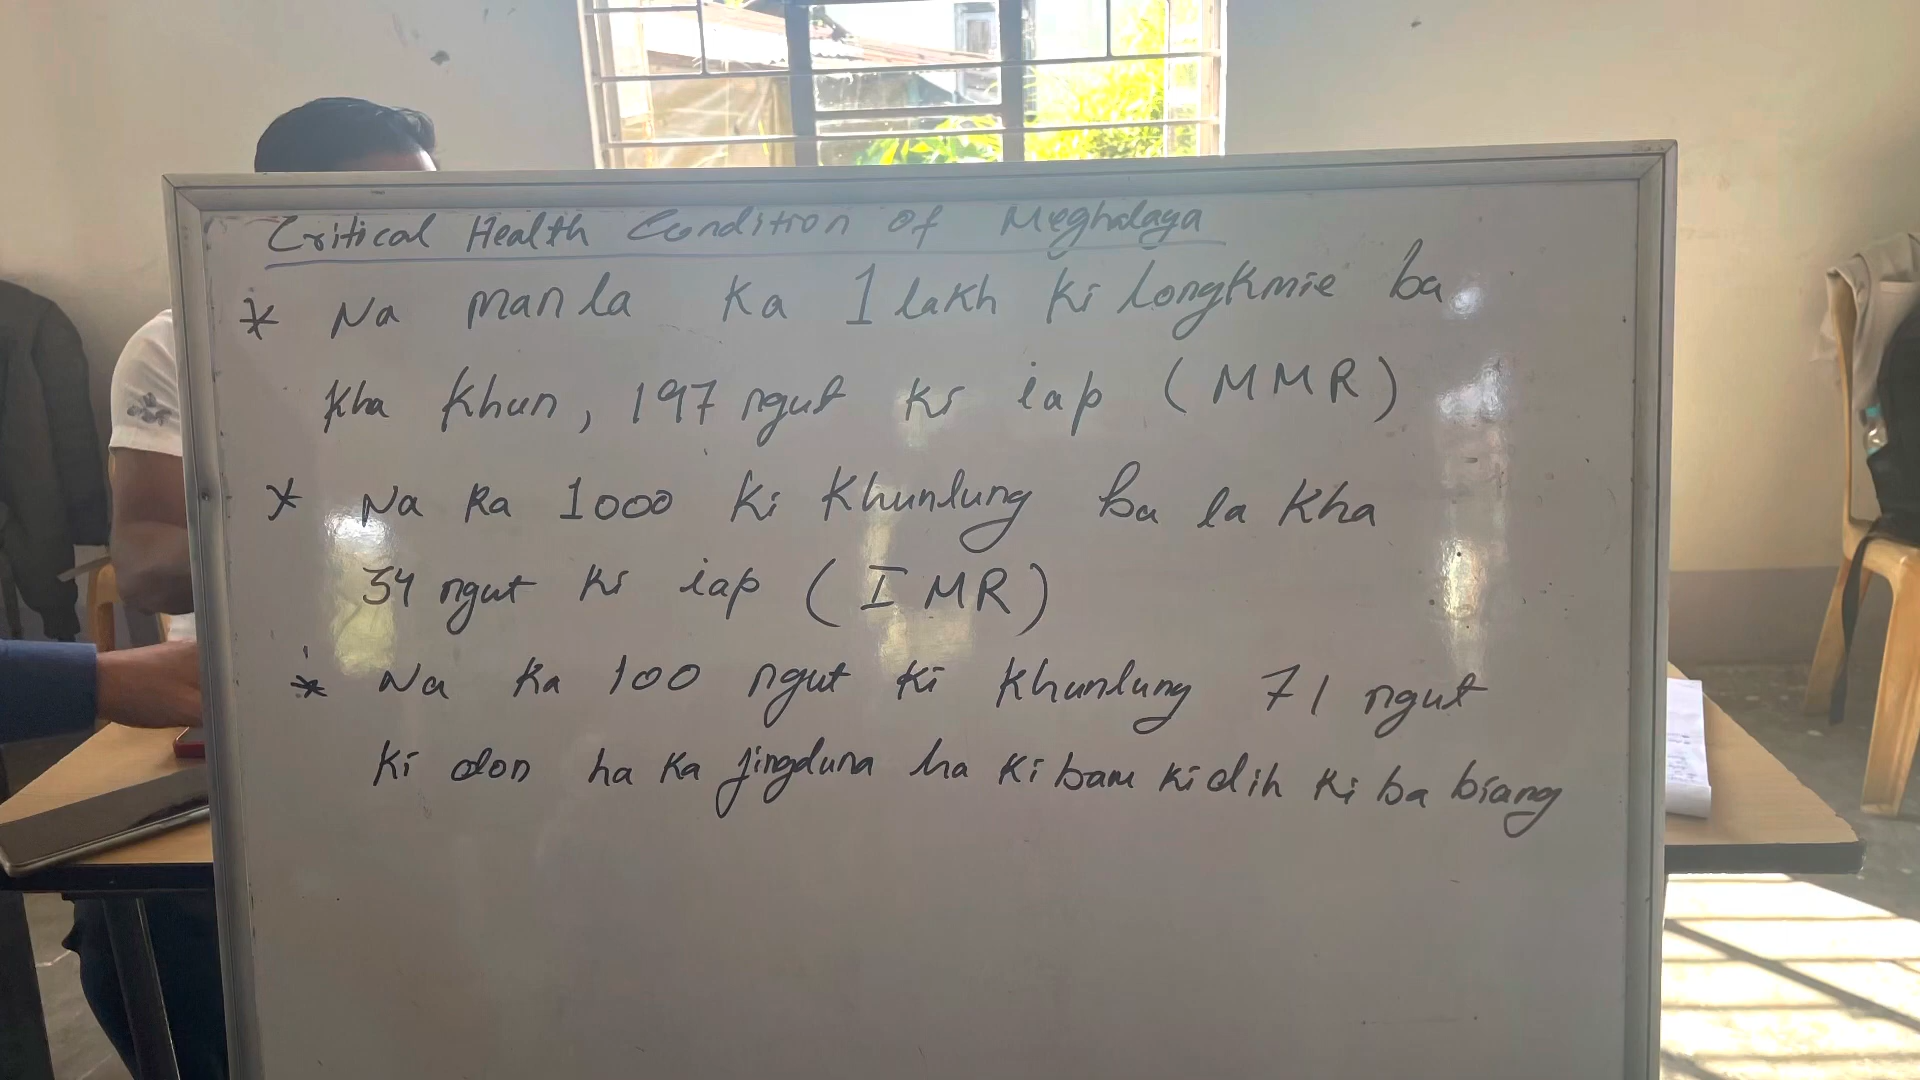 Critical Health Condition of Meghalaya
* Na man la Ka 1 lakh Ki longkmie ba
Kha Khun, 197 ngut Ki iap (MMR)
* Na Ka 1000 Ki Khunlung ba la Kha
34 ngut Ki iap (IMR)
* Na Ka 100 ngut Ki Khunlung 71 ngut
Ki don ha Ka jingduna ha Ki bam Ki dih Ki ba biang